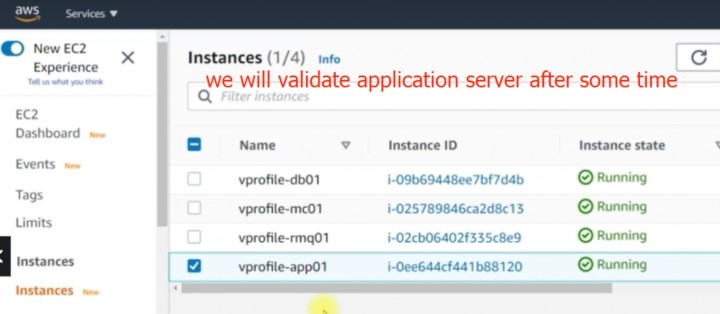 aws
Services
New EC2
Experience
Tell us what you think
Instances (1/4) Info
we will validate application server after some time
Filter instances
EC2
Dashboard New
Events New
Tags
Limits
Instances
Instances New
Name Instance ID Instance state
vprofile-db01 i-09b69448ee7bf7d4b Running
vprofile-mc01 i-025789846ca2d8c13 Running
vprofile-rmq01 i-02cb06402f335c8e9 Running
vprofile-app01 i-0ee644cf441b88120 Running